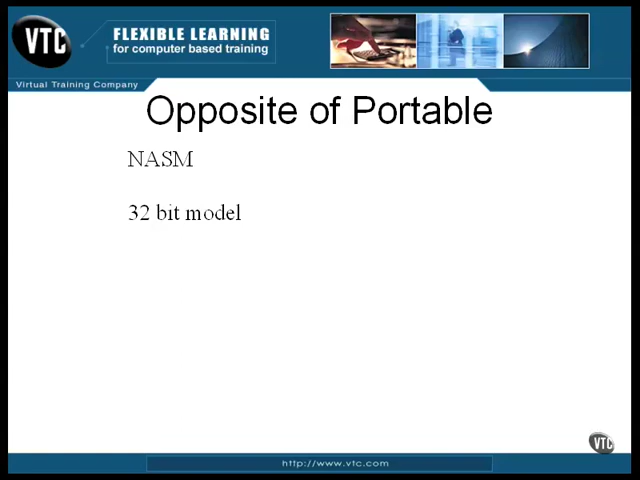 VTC
FLEXIBLE LEARNING
for computer based training
Virtual Training Company
Opposite of Portable
NASM
32 bit model
VTC
http://www.vtc.com